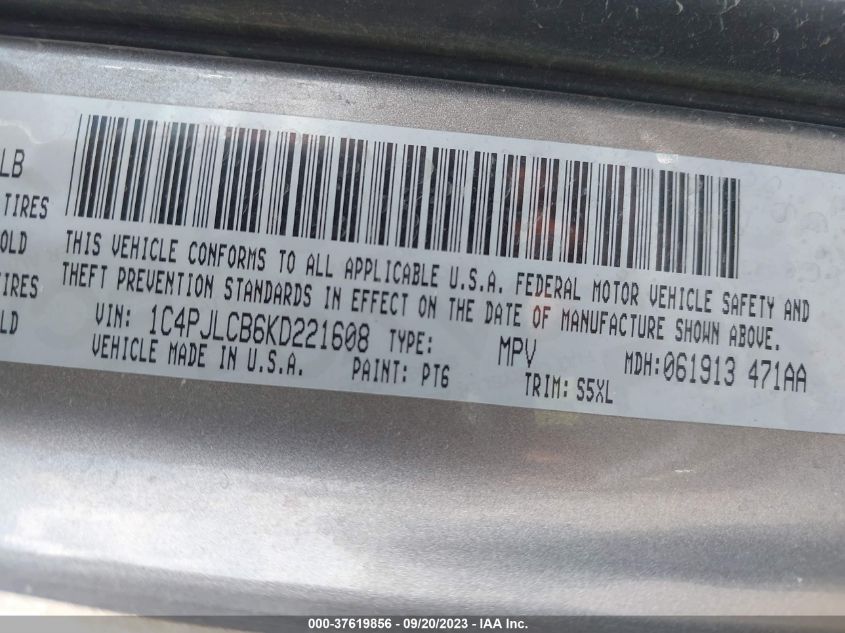 LB
TIRES
OLD
IRES
LD
THIS VEHICLE CONFORMS TO ALL APPLICABLE U.S.A. FEDERAL MOTOR VEHICLE SAFETY AND
THEFT PREVENTION STANDARDS IN EFFECT ON THE DATE OF MANUFACTURE SHOWN ABOVE.
VIN: 1C4PJLCB6KD221608 TYPE: MPV MDH:061913 471AA
VEHICLE MADE IN U.S.A. PAINT: PT6 TRIM: S5XL
000-37619856 - 09/20/2023 - IAA Inc.